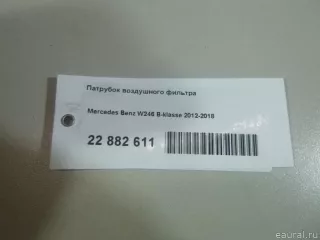 Патрубок воздушного фильтра
Mercedes Benz W246 B-klasse 2012-2018
22 882 611
eaural.ru